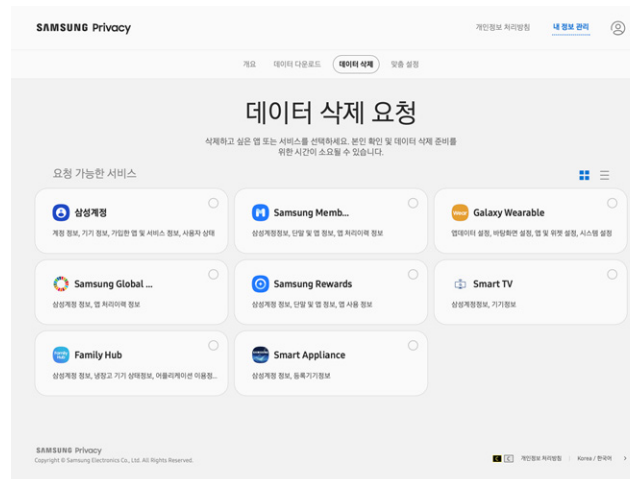 SAMSUNG Privacy
개인정보 처리방침
내 정보 관리
개요
데이터 다운로드
데이터 삭제
맞춤 설정
데이터 삭제 요청
삭제하고 싶은 앱 또는 서비스를 선택하세요. 본인 확인 및 데이터 삭제 준비를
위한 시간이 소요될 수 있습니다.
요청 가능한 서비스
삼성계정
계정 정보, 기기 정보, 가입한 앱 및 서비스 정보, 사용자 상태
Samsung Memb...
삼성계정정보, 단말 및 앱 정보, 앱 처리이력 정보
Galaxy Wearable
앱데이터 설정, 바탕화면 설정, 앱 및 위젯 설정, 시스템 설정
Samsung Global ...
삼성계정 정보, 앱 처리이력 정보
Samsung Rewards
삼성계정 정보, 단말 및 앱 정보, 앱 사용 정보
Smart TV
삼성계정정보, 기기정보
Family Hub
Family Hub
삼성계정 정보, 냉장고 기기 상태정보, 어플리케이션 이용정...
Smart Appliance
삼성계정 정보, 등록기기정보
SAMSUNG Privacy
Copyright © Samsung Electronics Co., Ltd. All Rights Reserved.
개인정보 처리방침
Korea / 한국어